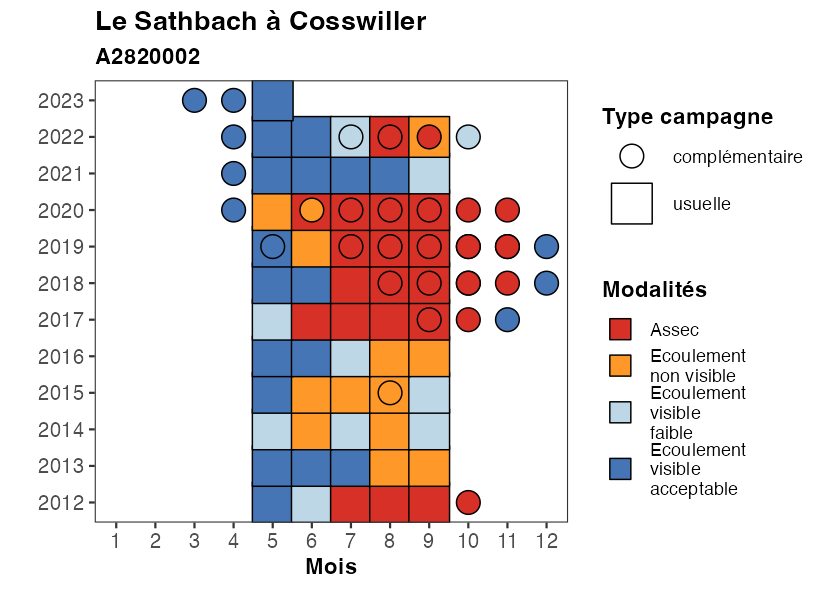 Le Sathbach à Cosswiller
A2820002
2023
2022
2021
2020
2019
2018
2017
2016
2015
2014
2013
2012
1 2 3 4 5 6 7 8 9 10 11 12
Mois
Type campagne
complémentaire
usuelle
Modalités
Assec
Ecoulement
non visible
Ecoulement
visible
faible
Ecoulement
visible
acceptable